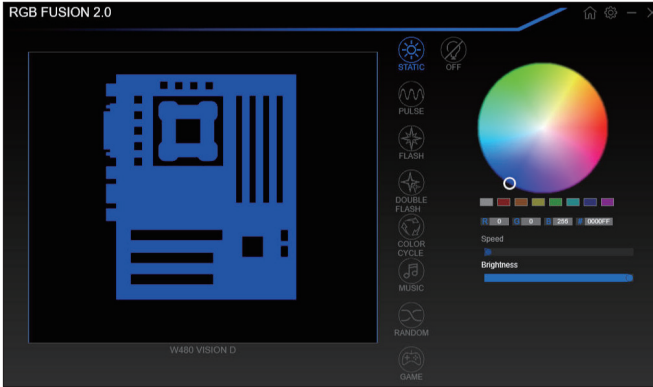 RGB FUSION 2.0
STATIC
OFF
PULSE
FLASH
DOUBLE
FLASH
COLOR
CYCLE
MUSIC
RANDOM
GAME
R 0 G 0 B 255 # 0000FF
Speed
Brightness
W480 VISION D